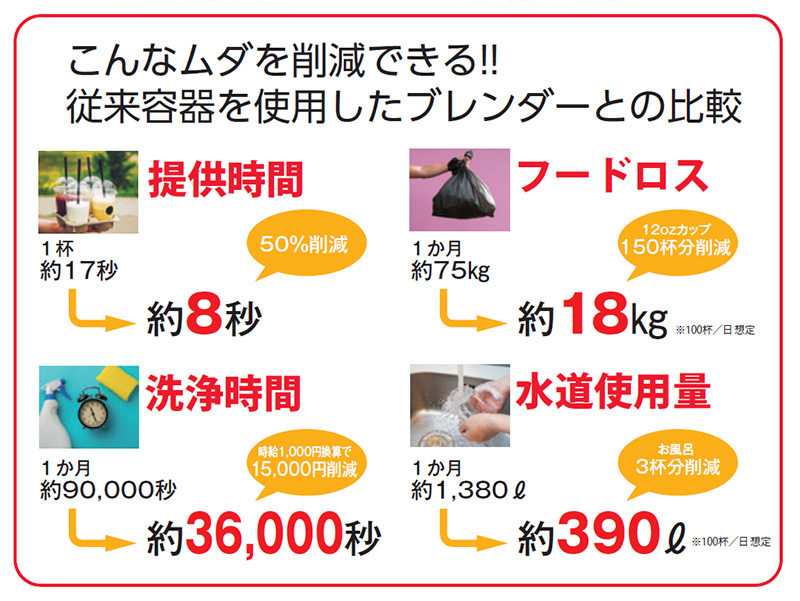 こんなムダを削減できる!!
従来容器を使用したブレンダーとの比較
提供時間
1杯
約17秒
50%削減
約8秒
フードロス
1か月
約75kg
12ozカップ
150杯分削減
約18kg ※100杯/日想定
洗浄時間
1か月
約90,000秒
時給1,000円換算で
15,000円削減
約36,000秒
水道使用量
1か月
約1,380ℓ
お風呂
3杯分削減
約390ℓ ※100杯/日想定